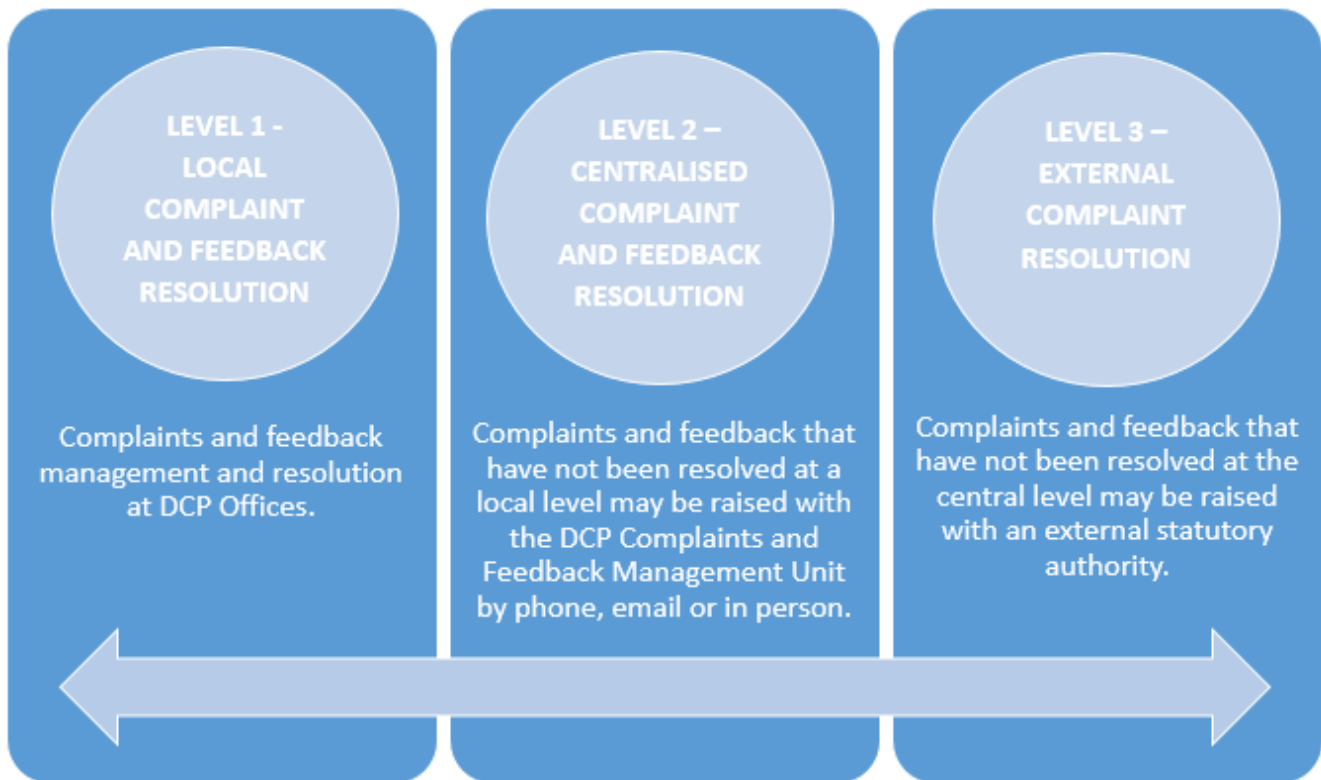 LEVEL 1 -
LOCAL
COMPLAINT
AND FEEDBACK
RESOLUTION
Complaints and feedback
management and resolution
at DCP Offices.
LEVEL 2 –
CENTRALISED
COMPLAINT
AND FEEDBACK
RESOLUTION
Complaints and feedback that
have not been resolved at a
local level may be raised with
the DCP Complaints and
Feedback Management Unit
by phone, email or in person.
LEVEL 3 –
EXTERNAL
COMPLAINT
RESOLUTION
Complaints and feedback that
have not been resolved at the
central level may be raised
with an external statutory
authority.